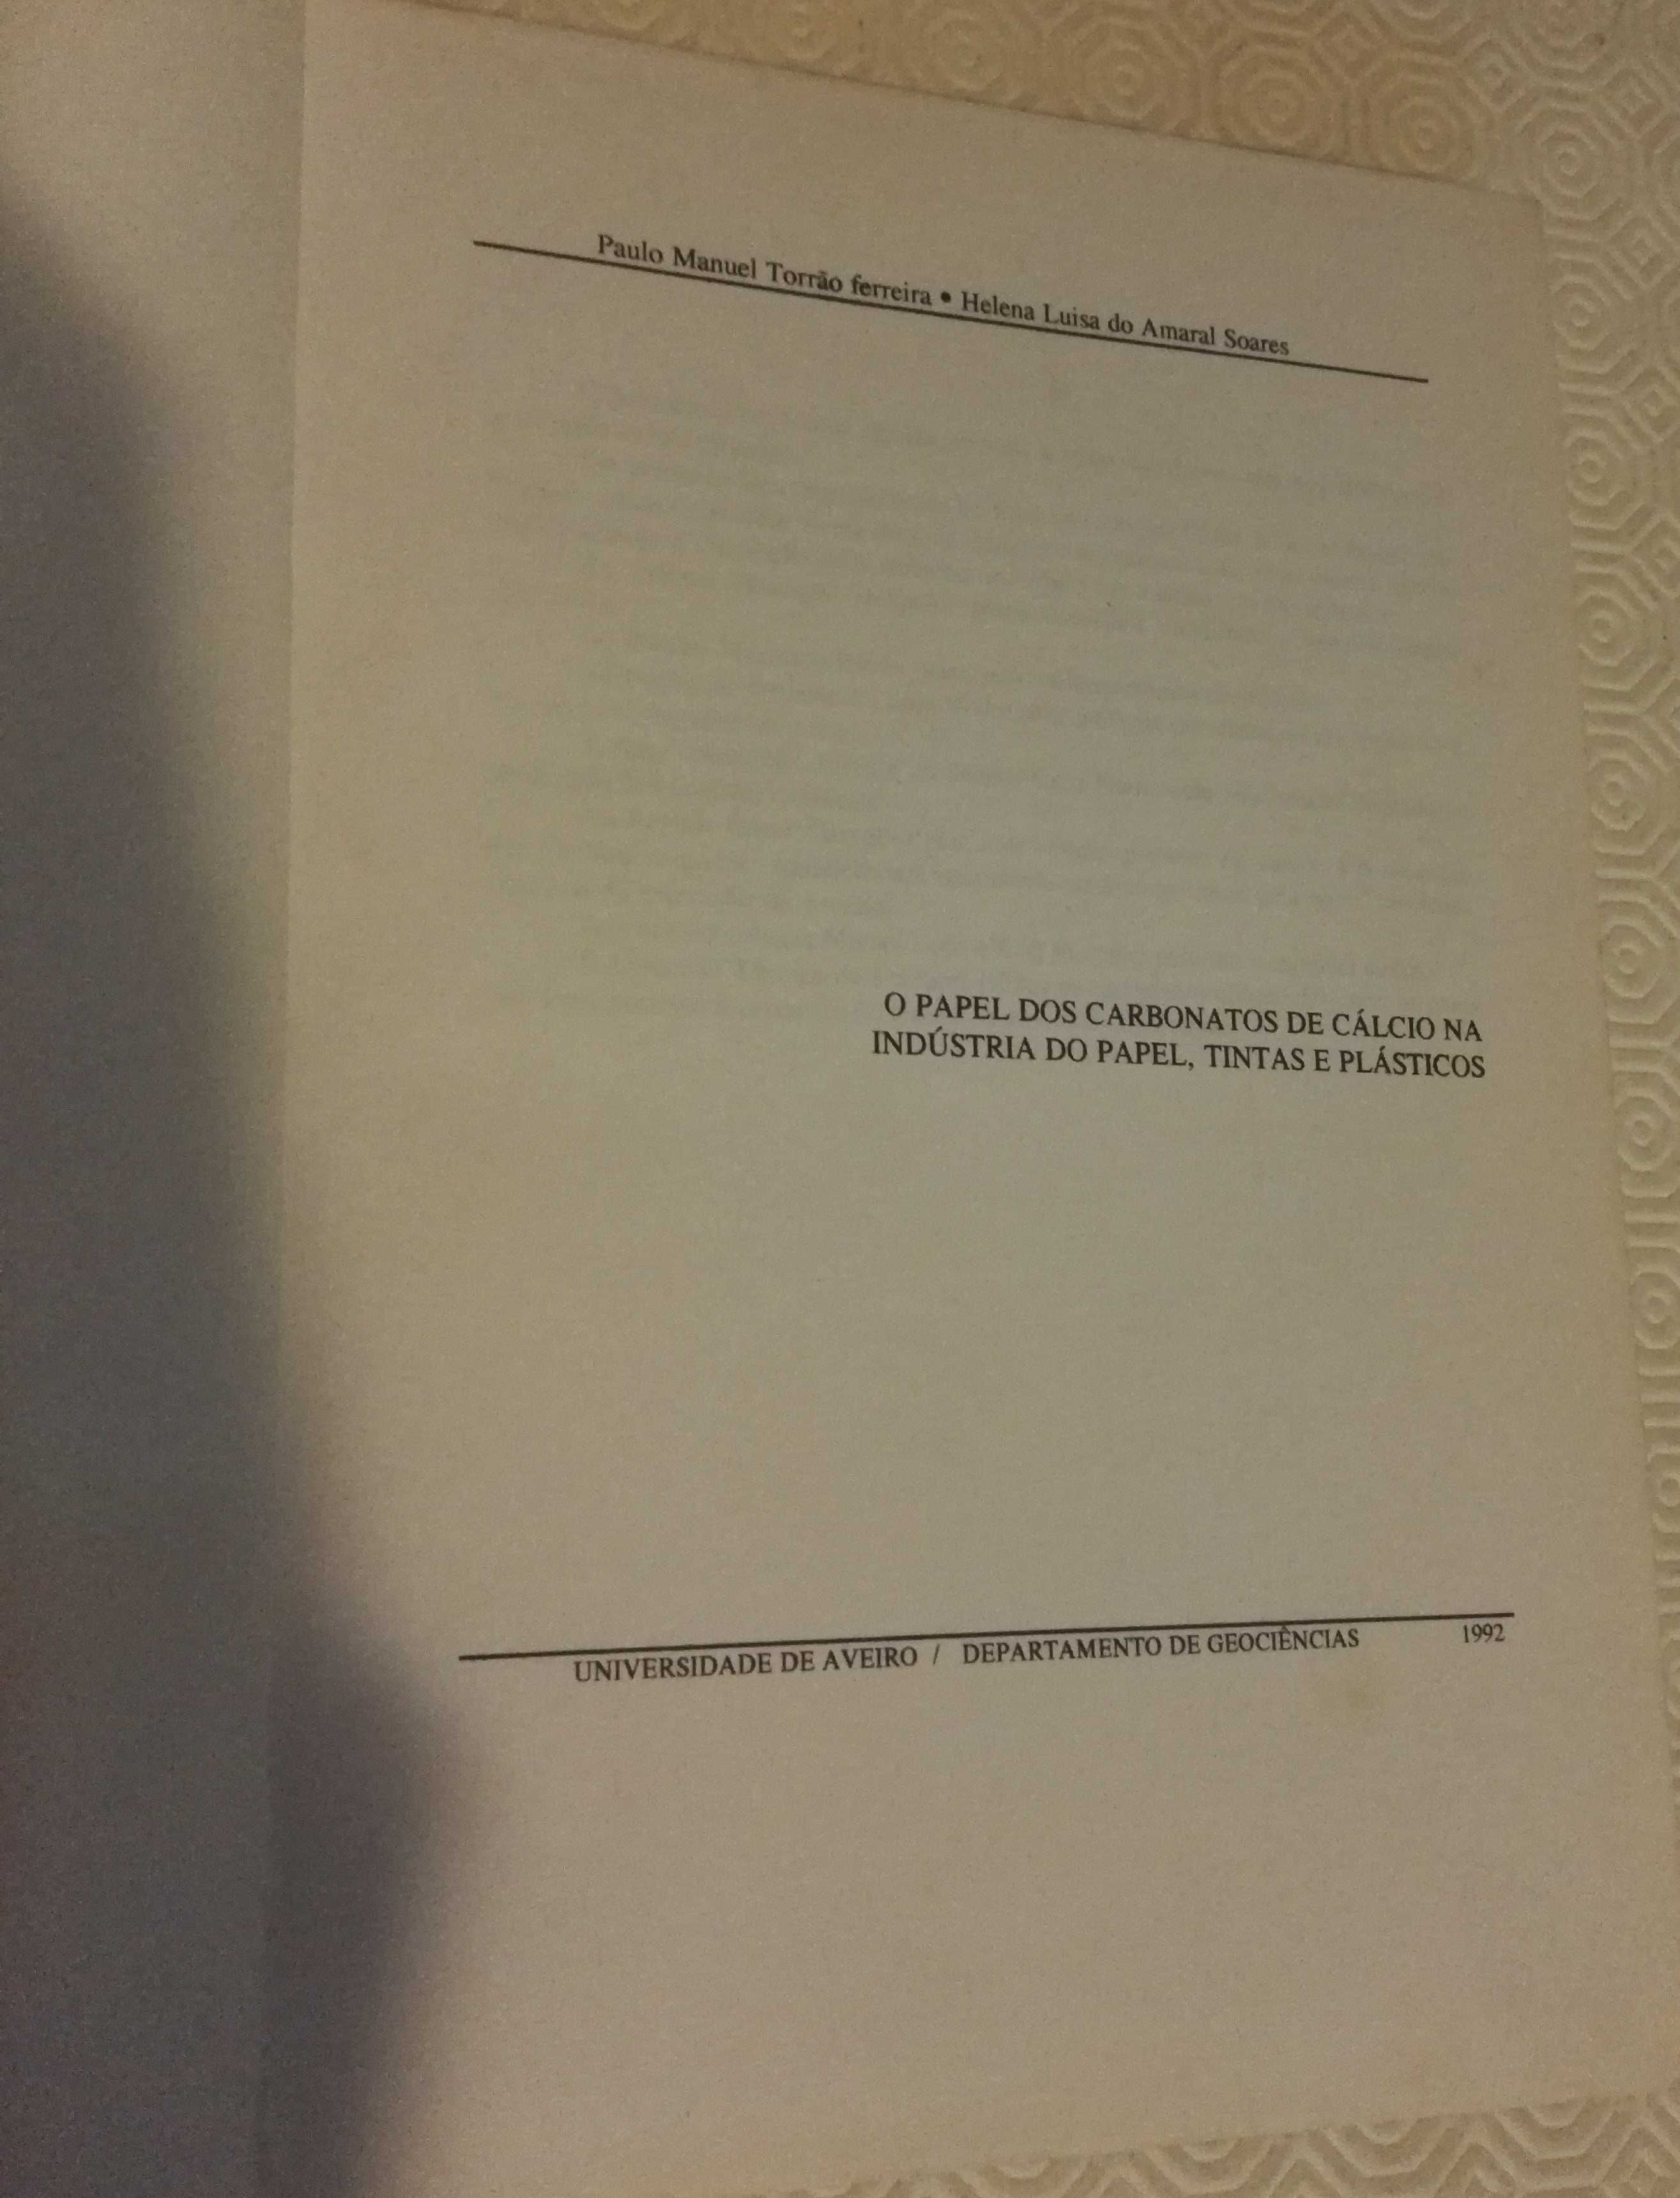 Paulo Manuel Torrão ferreira • Helena Luisa do Amaral Soares
O PAPEL DOS CARBONATOS DE CÁLCIO NA
INDÚSTRIA DO PAPEL, TINTAS E PLÁSTICOS
UNIVERSIDADE DE AVEIRO / DEPARTAMENTO DE GEOCIÊNCIAS 1992